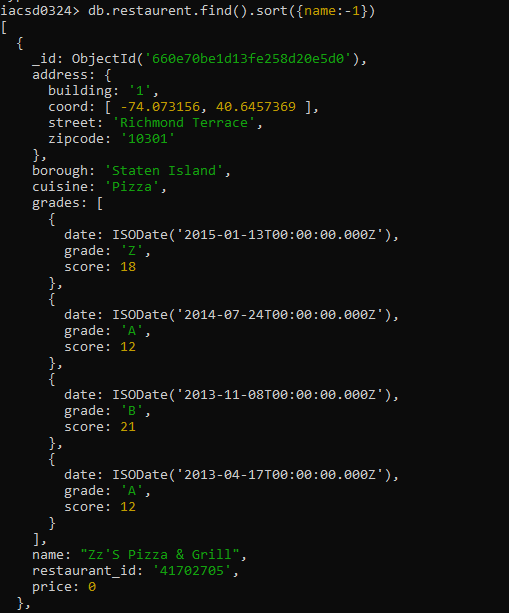 iacsd0324> db.restaurent.find().sort({name:-1})
[
  {
    _id: ObjectId('660e70be1d13fe258d20e5d0'),
    address: {
      building: '1',
      coord: [ -74.073156, 40.6457369 ],
      street: 'Richmond Terrace',
      zipcode: '10301'
    },
    borough: 'Staten Island',
    cuisine: 'Pizza',
    grades: [
      {
        date: ISODate('2015-01-13T00:00:00.000Z'),
        grade: 'Z',
        score: 18
      },
      {
        date: ISODate('2014-07-24T00:00:00.000Z'),
        grade: 'A',
        score: 12
      },
      {
        date: ISODate('2013-11-08T00:00:00.000Z'),
        grade: 'B',
        score: 21
      },
      {
        date: ISODate('2013-04-17T00:00:00.000Z'),
        grade: 'A',
        score: 12
      }
    ],
    name: "Zz'S Pizza & Grill",
    restaurant_id: '41702705',
    price: 0
  },